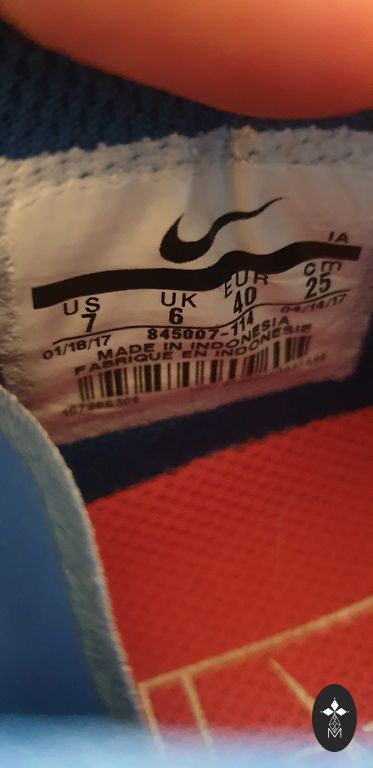 IA
US UK EUR cm
7 6 40 25
01/18/17 845007-114 04/14/17
MADE IN INDONESIA
FABRIQUE EN INDONESIE
M